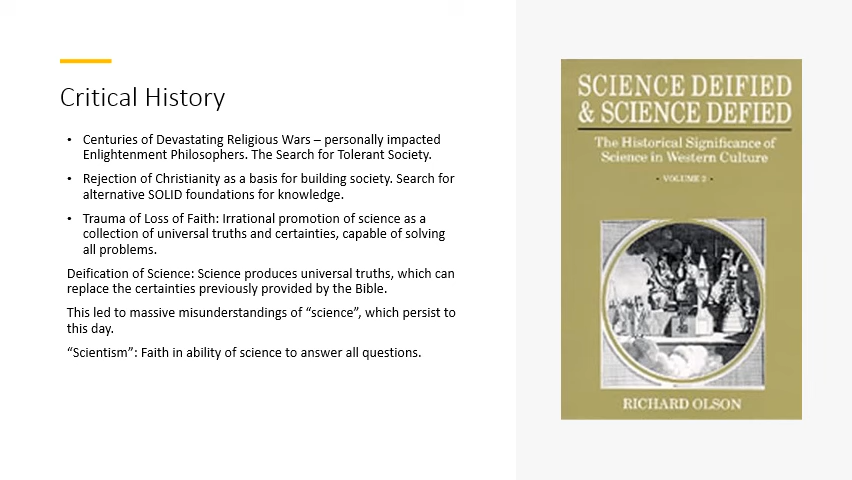 Critical History
• Centuries of Devastating Religious Wars – personally impacted
Enlightenment Philosophers. The Search for Tolerant Society.
• Rejection of Christianity as a basis for building society. Search for
alternative SOLID foundations for knowledge.
• Trauma of Loss of Faith: Irrational promotion of science as a
collection of universal truths and certainties, capable of solving
all problems.
Deification of Science: Science produces universal truths, which can
replace the certainties previously provided by the Bible.
This led to massive misunderstandings of “science”, which persist to
this day.
“Scientism”: Faith in ability of science to answer all questions.
SCIENCE DEIFIED
& SCIENCE DEFIED
The Historical Significance of
Science in Western Culture
• VOLUME 2 •
RICHARD OLSON